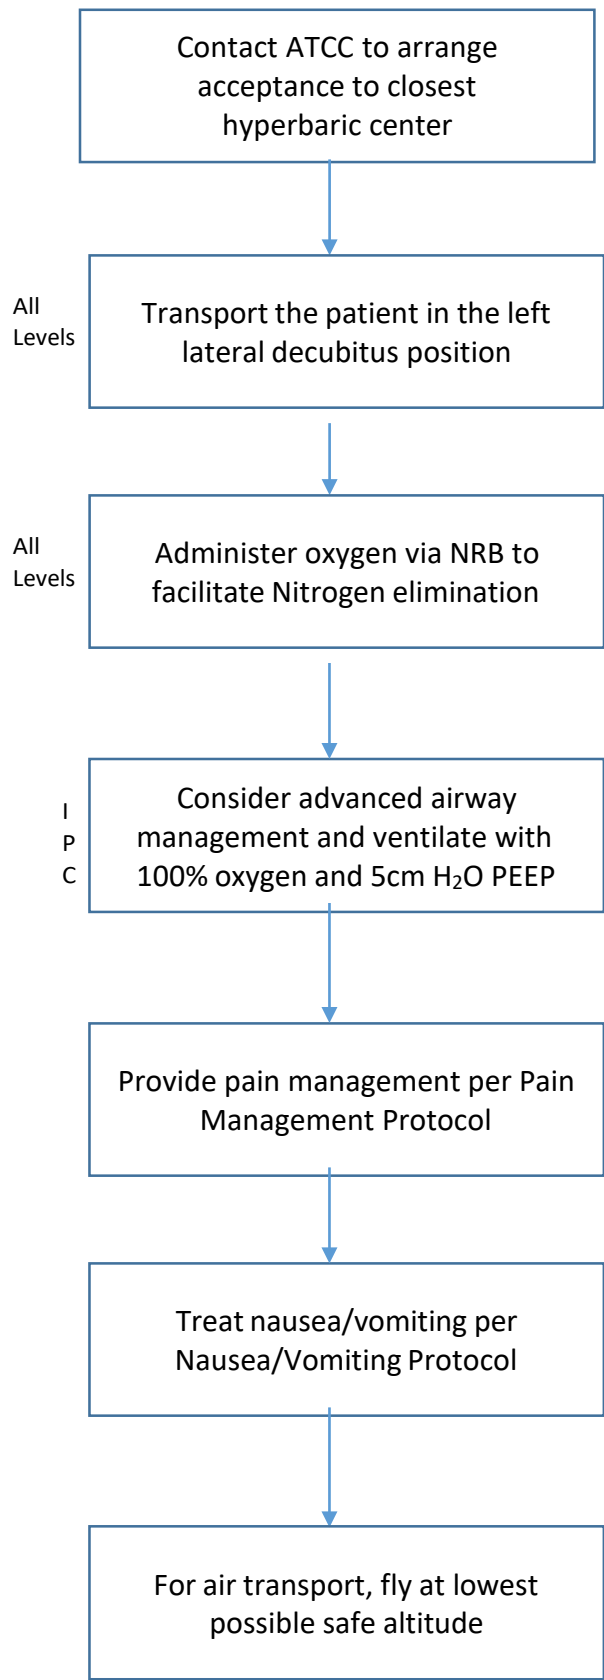 Contact ATCC to arrange
acceptance to closest
hyperbaric center
All
Levels
Transport the patient in the left
lateral decubitus position
All
Levels
Administer oxygen via NRB to
facilitate Nitrogen elimination
I
P
C
Consider advanced airway
management and ventilate with
100% oxygen and 5cm H₂O PEEP
Provide pain management per Pain
Management Protocol
Treat nausea/vomiting per
Nausea/Vomiting Protocol
For air transport, fly at lowest
possible safe altitude